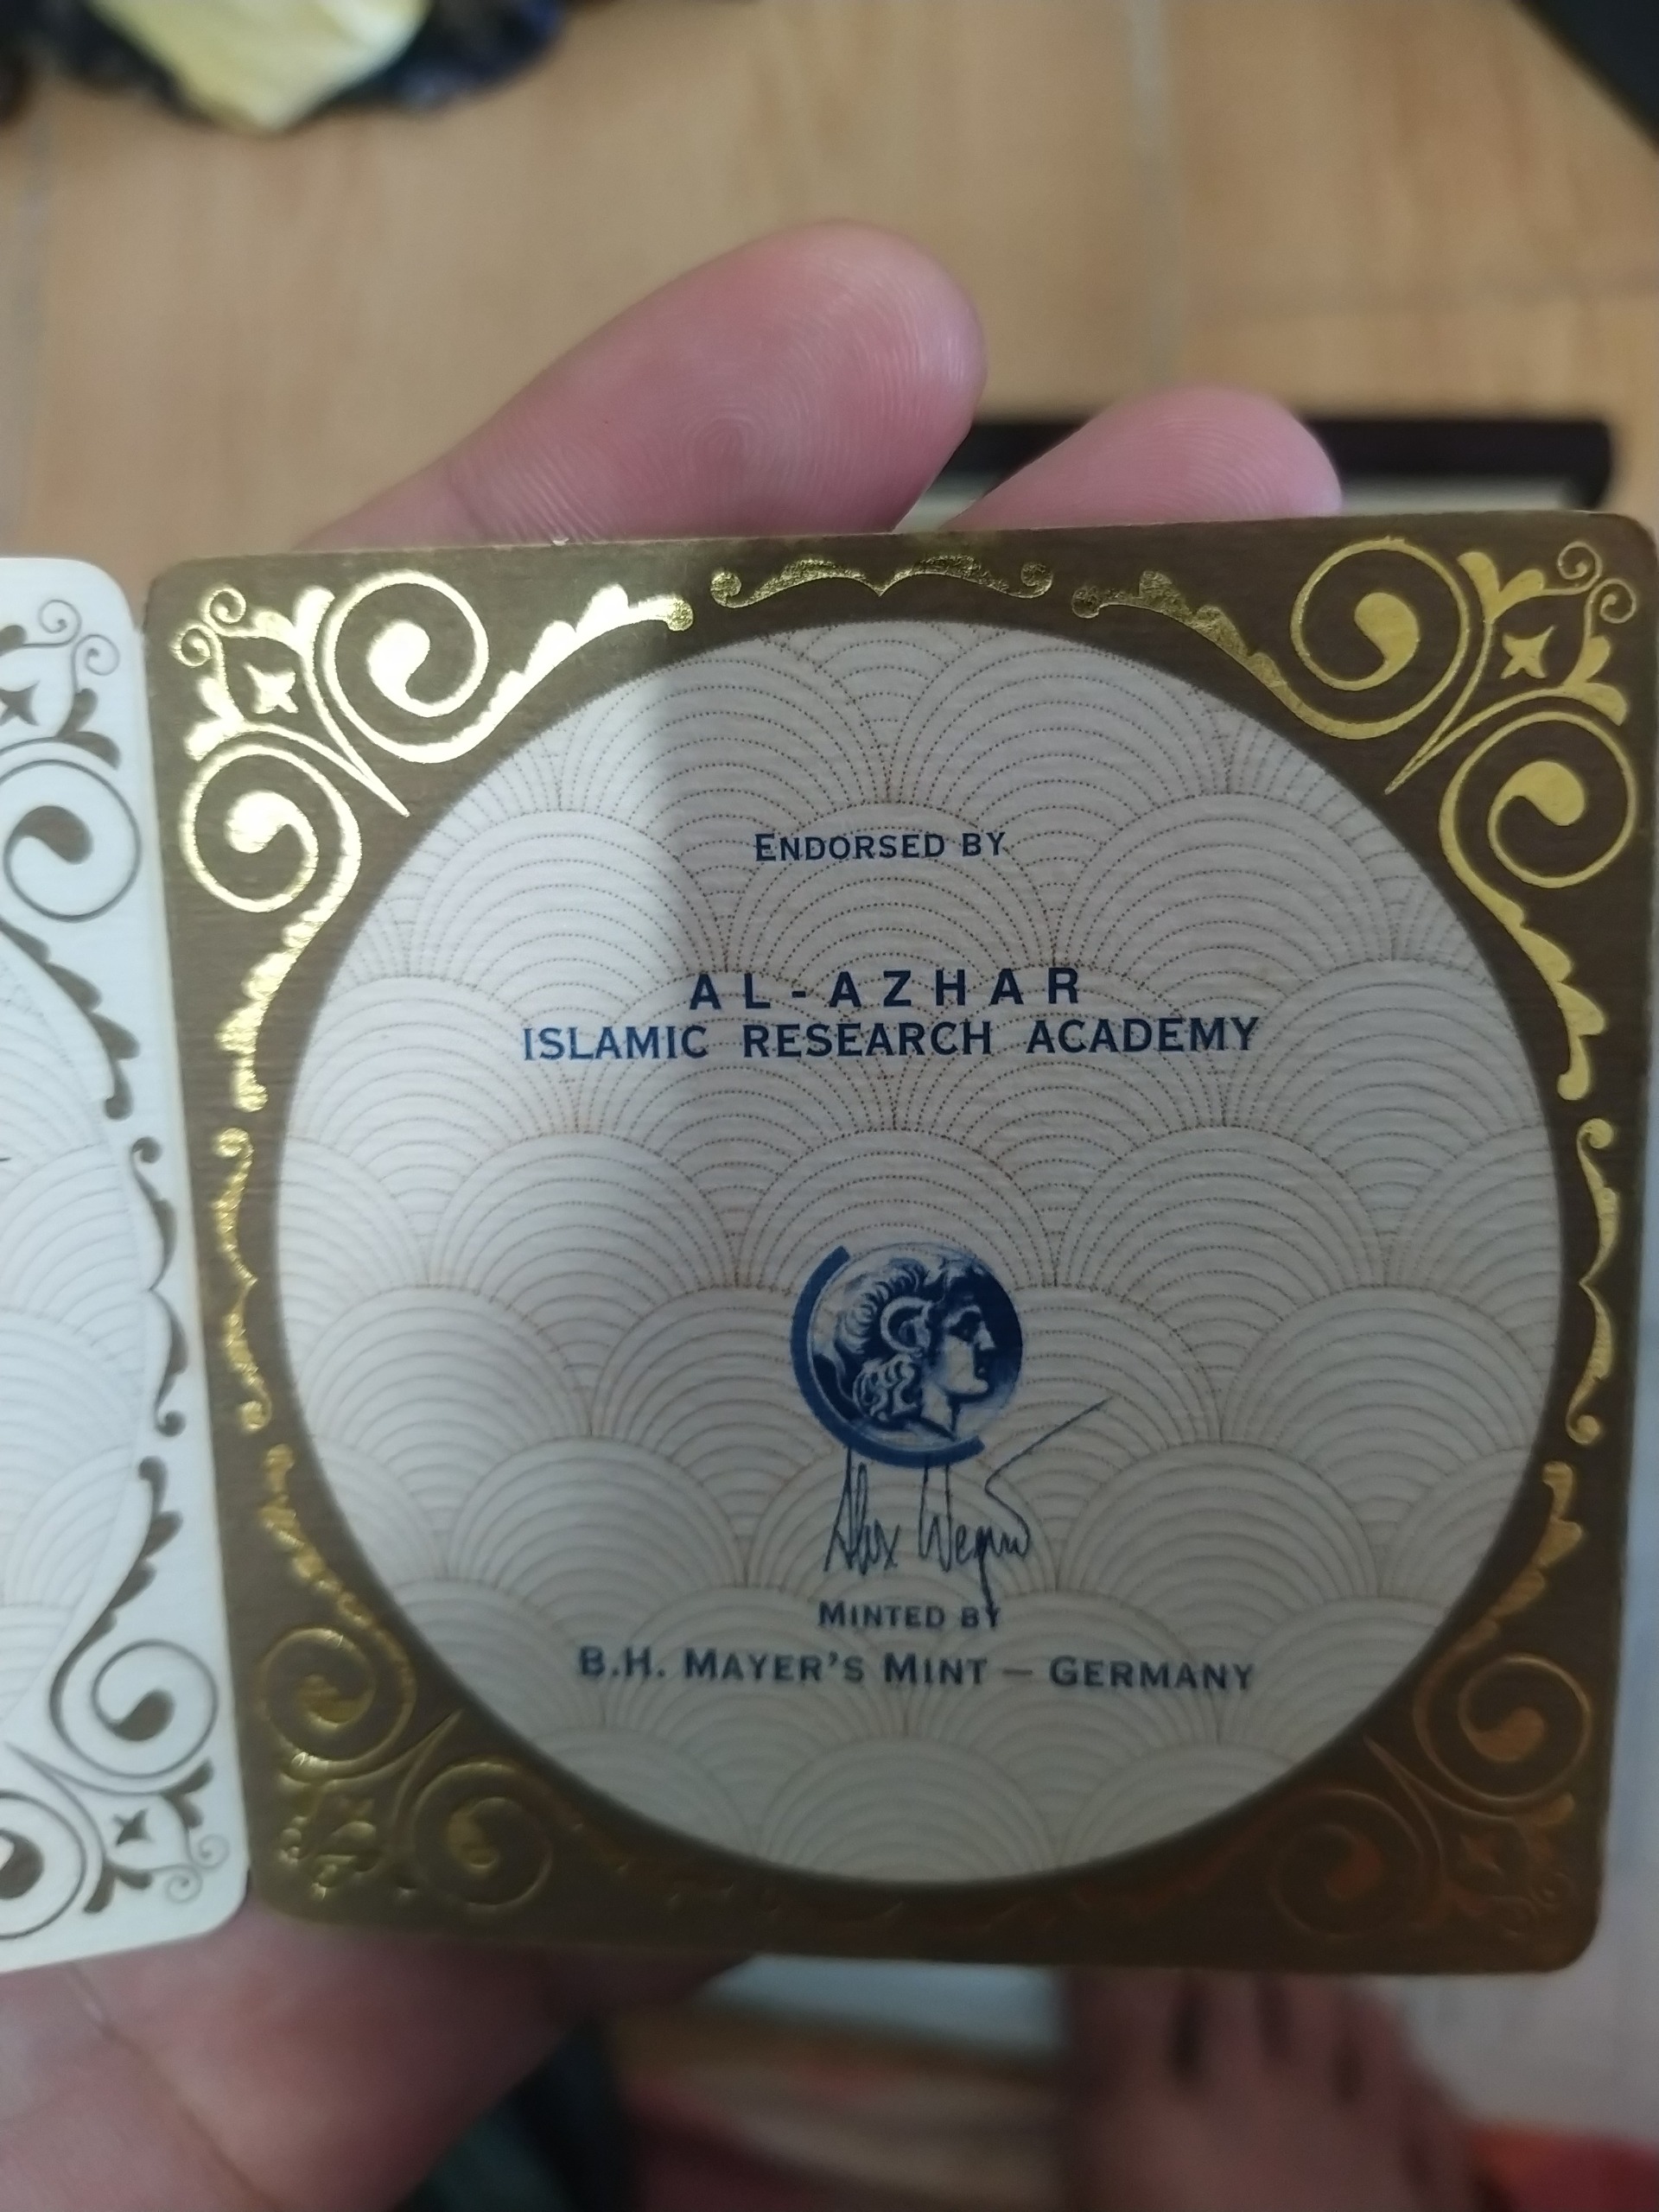 ENDORSED BY
AL-AZHAR
ISLAMIC RESEARCH ACADEMY
MINTED BY
B.H. MAYER'S MINT — GERMANY